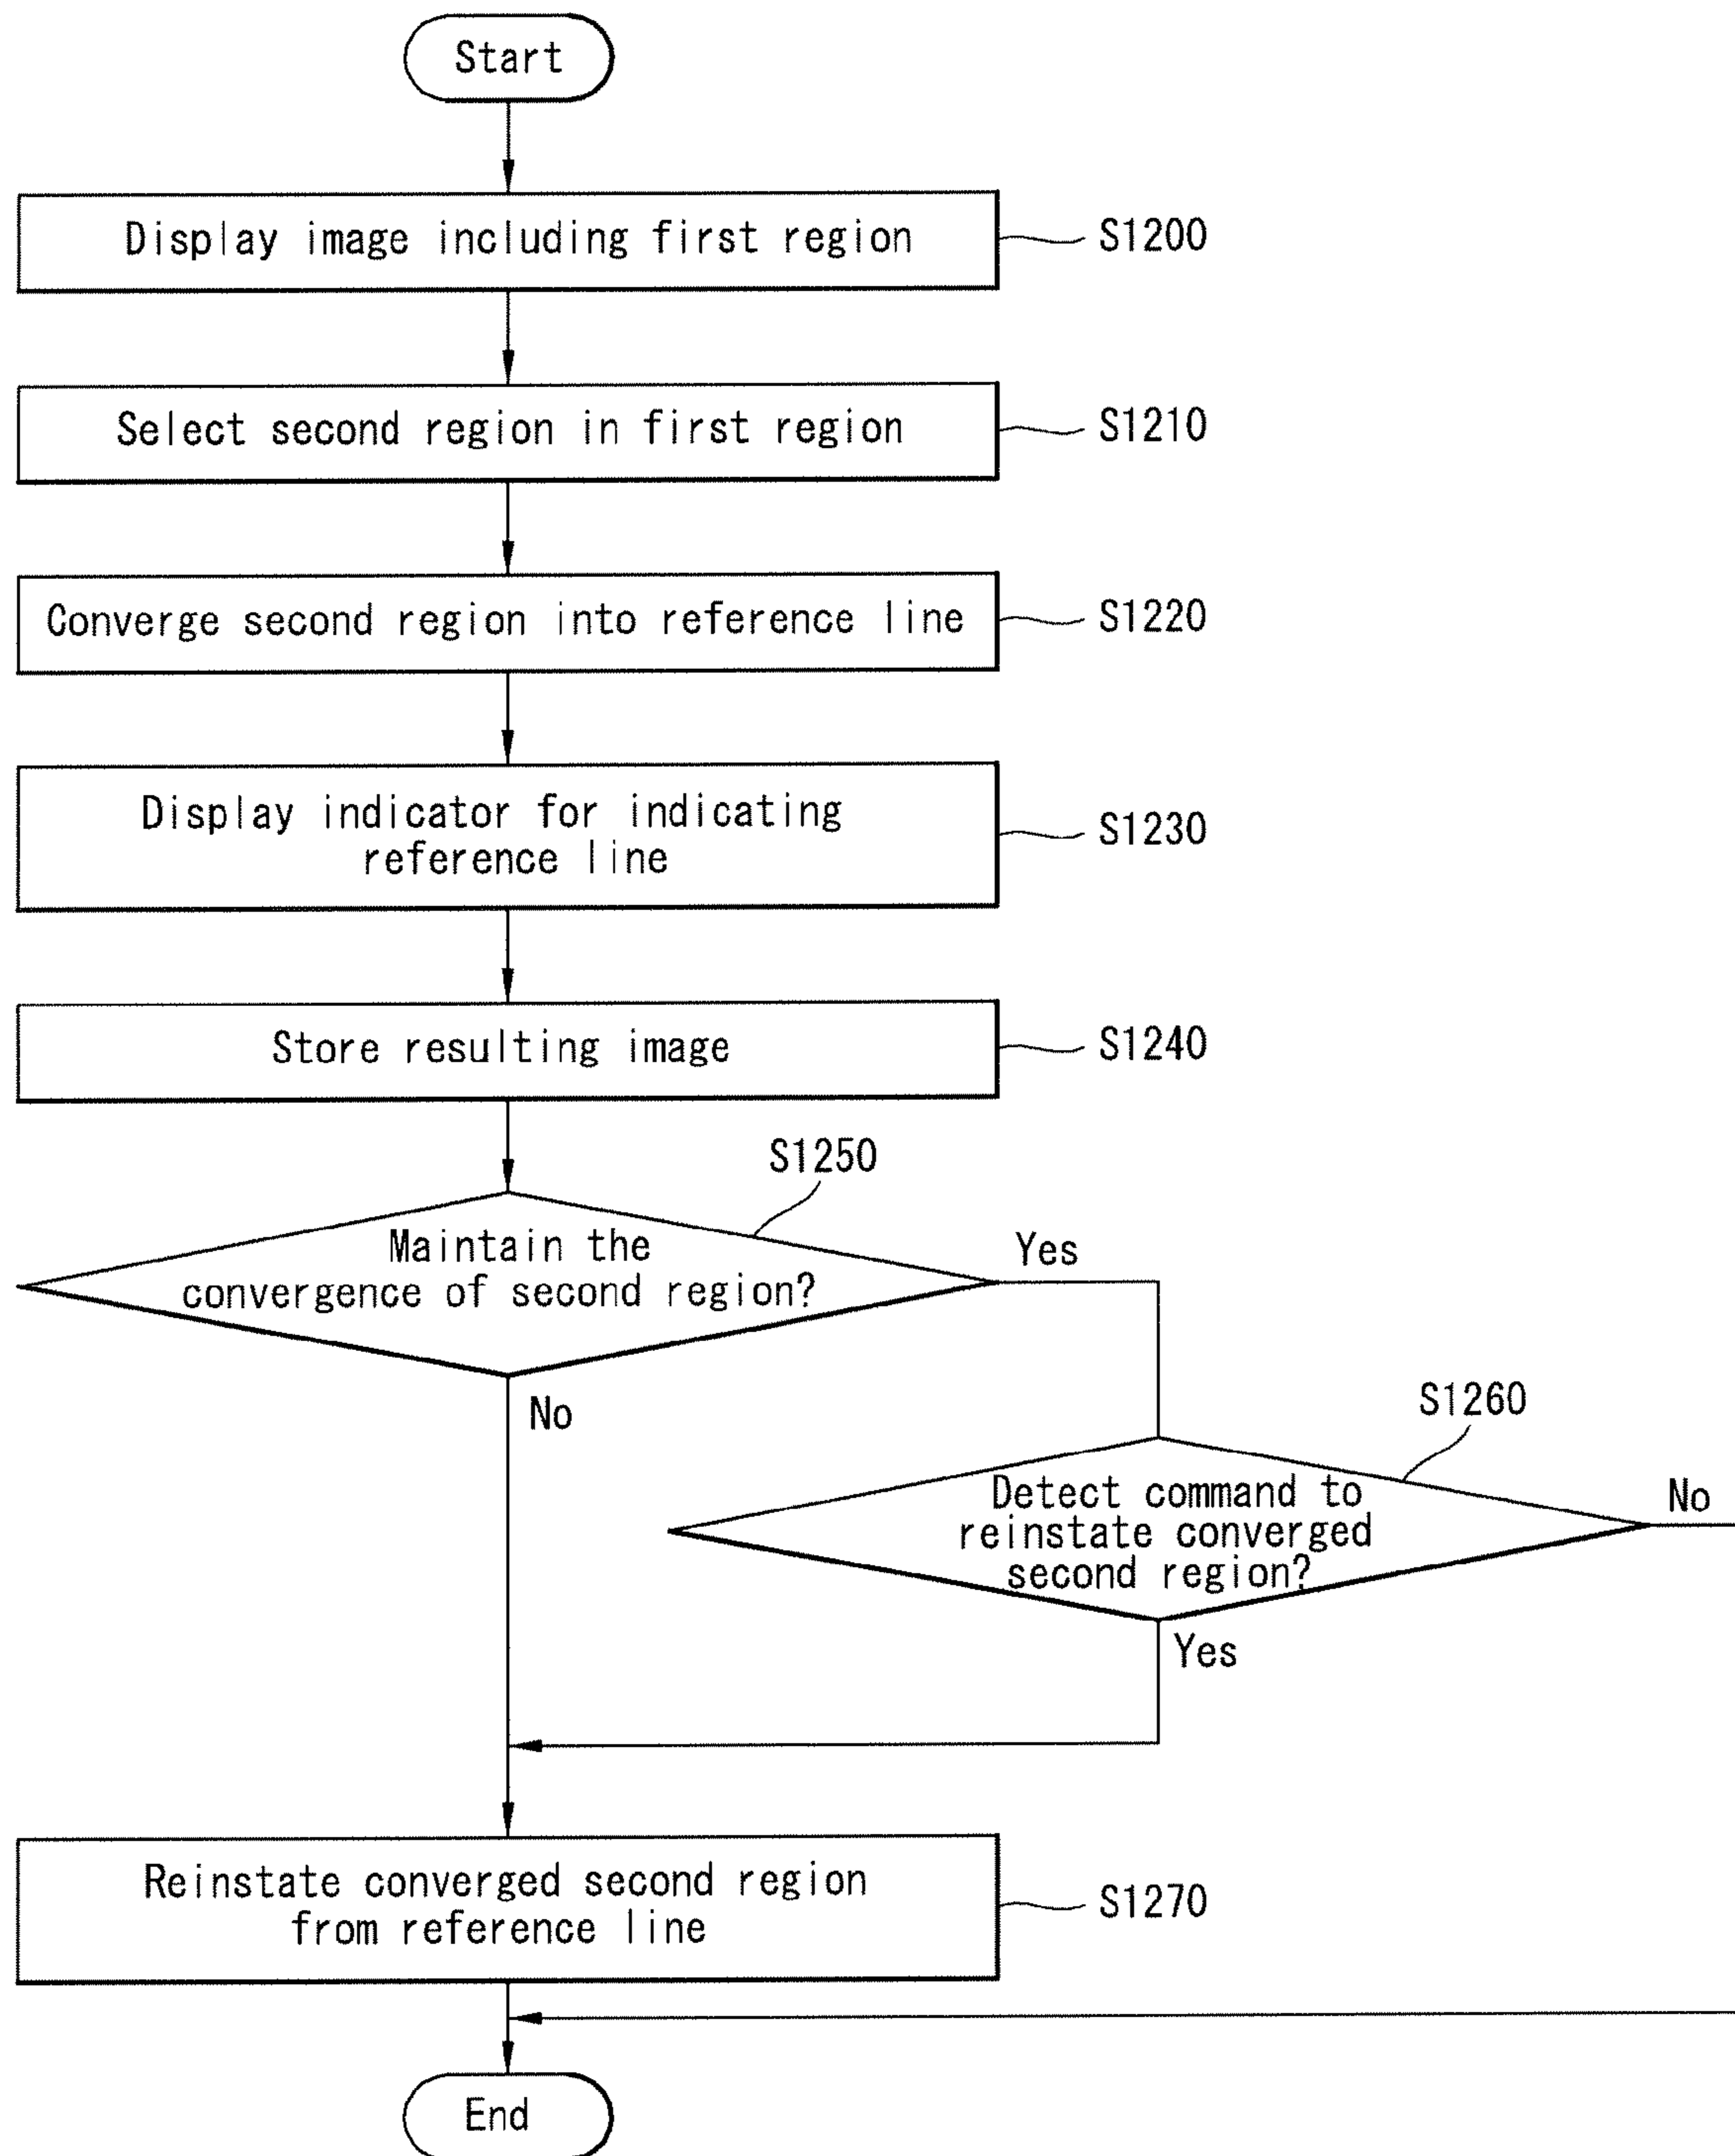 Start
Display image including first region
S1200
Select second region in first region
S1210
Converge second region into reference line
S1220
Display indicator for indicating
reference line
S1230
Store resulting image
S1240
S1250
Maintain the
convergence of second region?
Yes
No
S1260
Detect command to
reinstate converged
second region?
No
Yes
Reinstate converged second region
from reference line
S1270
End